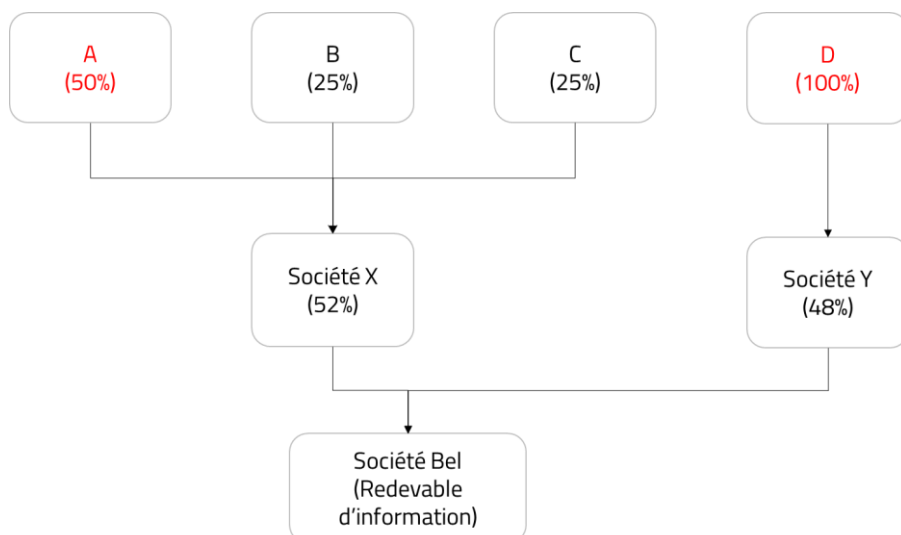 A
(50%)
B
(25%)
C
(25%)
D
(100%)
Société X
(52%)
Société Y
(48%)
Société Bel
(Redevable
d'information)